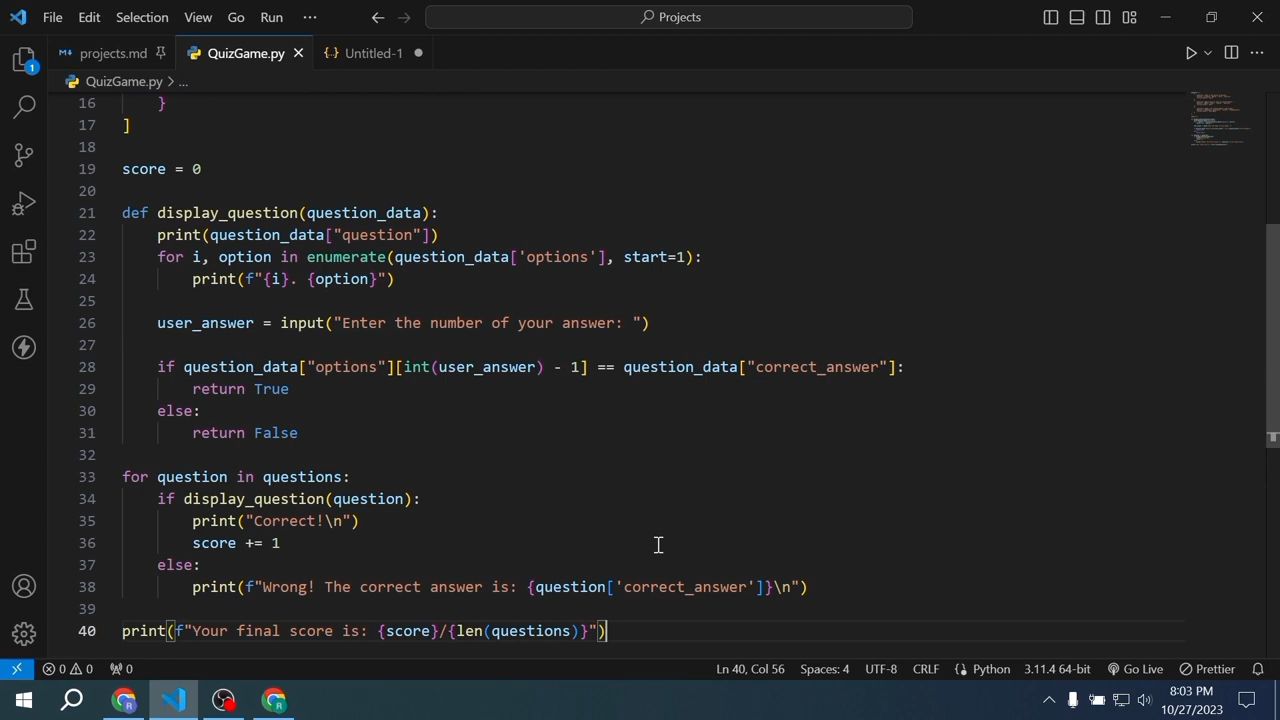 File Edit Selection View Go Run ··· Projects
projects.md QuizGame.py Untitled-1
QuizGame.py > ...
16 }
17 ]
18
19 score = 0
20
21 def display_question(question_data):
22 print(question_data["question"])
23 for i, option in enumerate(question_data['options'], start=1):
24 print(f"{i}. {option}")
25
26 user_answer = input("Enter the number of your answer: ")
27
28 if question_data["options"][int(user_answer) - 1] == question_data["correct_answer"]:
29 return True
30 else:
31 return False
32
33 for question in questions:
34 if display_question(question):
35 print("Correct!\n")
36 score += 1
37 else:
38 print(f"Wrong! The correct answer is: {question['correct_answer']}\n")
39
40 print(f"Your final score is: {score}/{len(questions)}")
1
0 0 0 Ln 40, Col 56 Spaces: 4 UTF-8 CRLF Python 3.11.4 64-bit Go Live Prettier
8:03 PM
10/27/2023